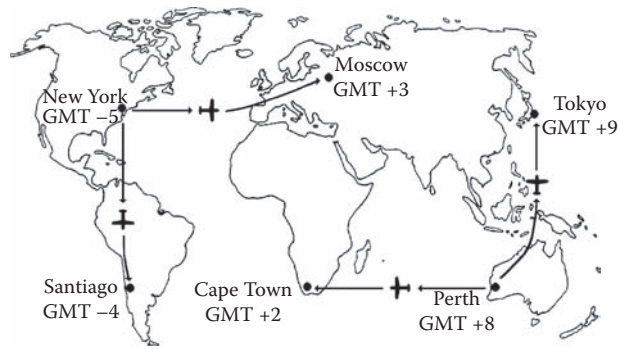 Moscow
GMT +3
New York
GMT –5
Tokyo
GMT +9
Santiago
GMT –4
Cape Town
GMT +2
Perth
GMT +8